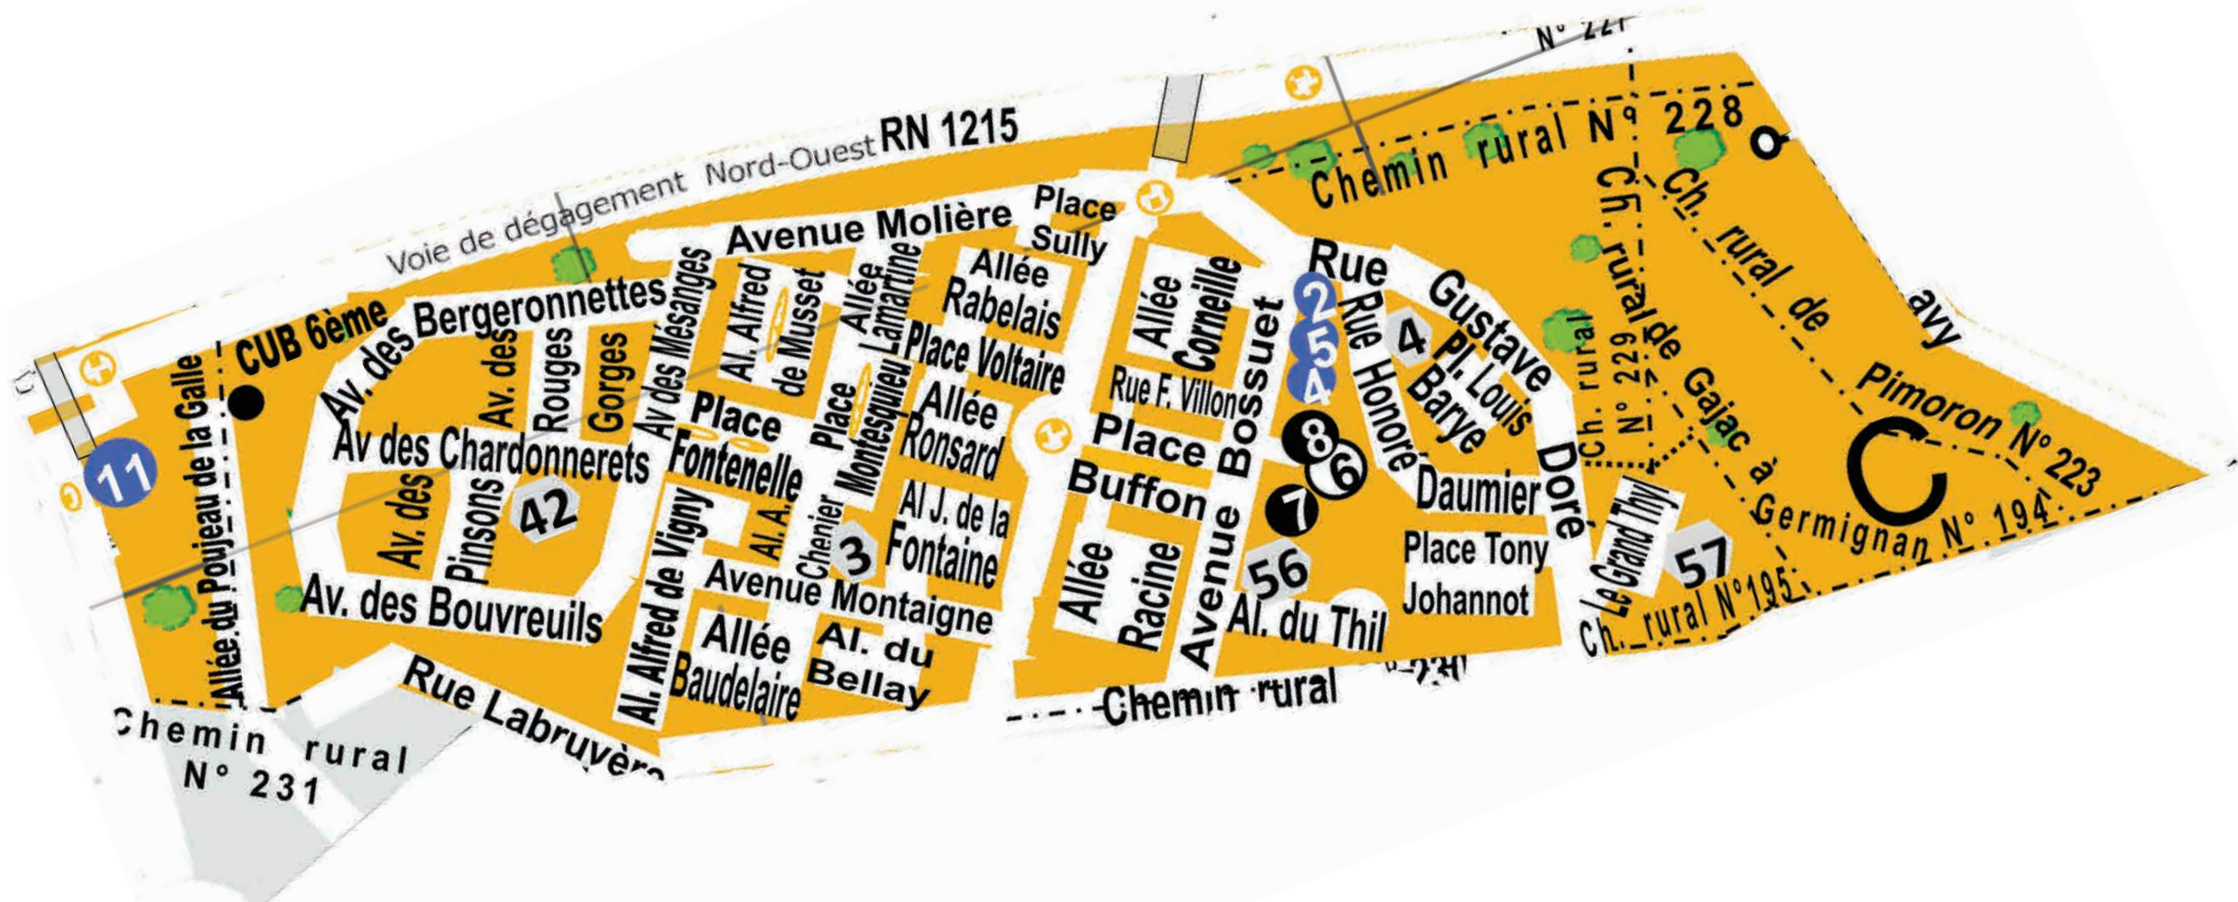 Voie de dégagement Nord-Ouest RN 1215
CUB 6ème
Allée du Poujeau de la Galle
11
Av. des Bergeronnettes
Av. des
Rouges
Gorges
Av des Mésanges
Av des Chardonnerets
Av. des
Pinsons
42
Av. des Bouvreuils
Rue Labruyère
Chemin rural
N° 231
Avenue Molière
Place
Sully
Al. Alfred
de Musset
Allée
Lamartine
Allée
Rabelais
Place Voltaire
Place
Montesquieu
Place
Fontenelle
Allée
Ronsard
Al. Alfred de Vigny
Al. A.
Chenier
3
Al J. de la
Fontaine
Avenue Montaigne
Allée
Baudelaire
Al. du
Bellay
Allée
Corneille
Rue F. Villon
Place
Buffon
Allée
Racine
Avenue Bossuet
Rue Gustave Doré
2
5
4
8
6
7
56
Rue Honoré
Daumier
4
Pl. Louis
Barye
Place Tony
Johannot
Al. du Thil
Chemin rural
Le Grand Thy
57
Ch. rural N° 195
Chemin rural N° 228
N° 227
Ch. rural de Gajac à
Germignan N° 194
Ch. rural
N° 229
Ch. rural de
Pimoron N° 223
avy
C